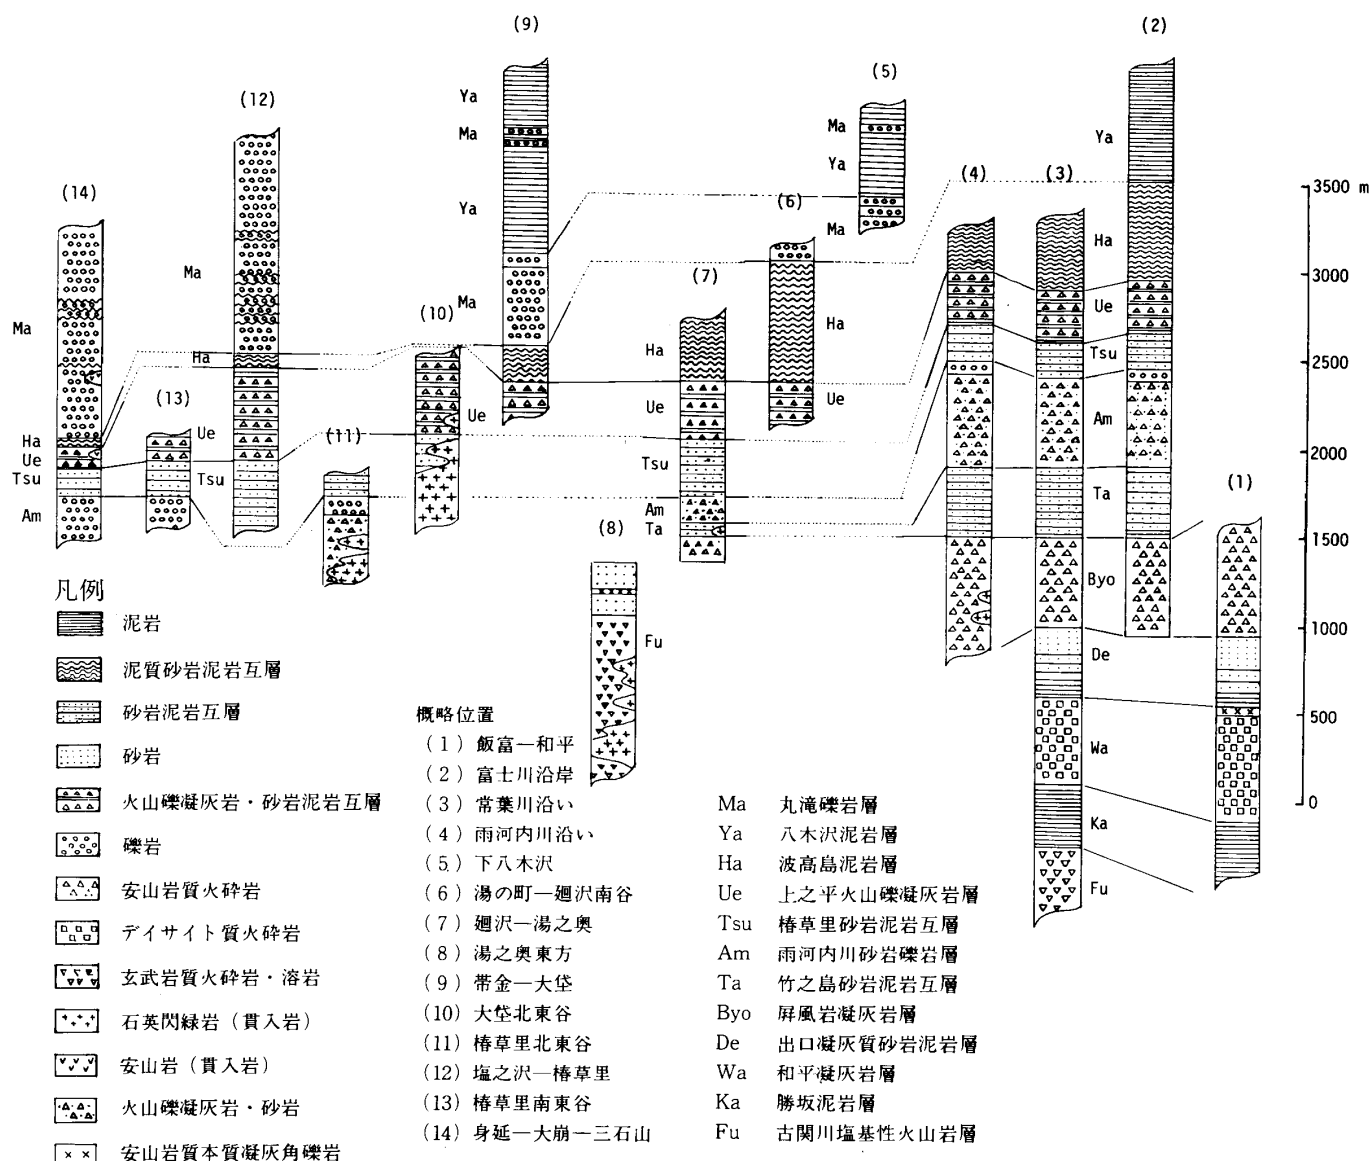 (9)
(2)
(5)
(12)
Ya
Ma
Ya
Ma
Ya
Ma
(14)
(6)
(4)
(3)
Ya
3500 m
Ma
Ma
(10)
Ma
(7)
Ha
Ha
Ha
Ha
Ue
Ue
Ue
Tsu
Am
Ta
Byo
De
Wa
Ka
Fu
3000
2500
2000
1500
1000
500
0
(1)
(13)
Ha
Ue
Tsu
Am
Ha
Ue
Tsu
(11)
Ue
Tsu
Am
Ta
(8)
Fu
凡例
泥岩
泥質砂岩泥岩互層
砂岩泥岩互層
砂岩
火山礫凝灰岩・砂岩泥岩互層
礫岩
安山岩質火砕岩
デイサイト質火砕岩
玄武岩質火砕岩・溶岩
石英閃緑岩(貫入岩)
安山岩(貫入岩)
火山礫凝灰岩・砂岩
安山岩質本質凝灰角礫岩
概略位置
(1) 飯富―和平
(2) 富士川沿岸
(3) 常葉川沿い
(4) 雨河内川沿い
(5) 下八木沢
(6) 湯の町―廻沢南谷
(7) 廻沢―湯之奥
(8) 湯之奥東方
(9) 帯金―大垈
(10) 大垈北東谷
(11) 椿草里北東谷
(12) 塩之沢―椿草里
(13) 椿草里南東谷
(14) 身延―大崩―三石山
Ma 丸滝礫岩層
Ya 八木沢泥岩層
Ha 波高島泥岩層
Ue 上之平火山礫凝灰岩層
Tsu 椿草里砂岩泥岩互層
Am 雨河内川砂岩礫岩層
Ta 竹之島砂岩泥岩互層
Byo 屏風岩凝灰岩層
De 出口凝灰質砂岩泥岩層
Wa 和平凝灰岩層
Ka 勝坂泥岩層
Fu 古関川塩基性火山岩層